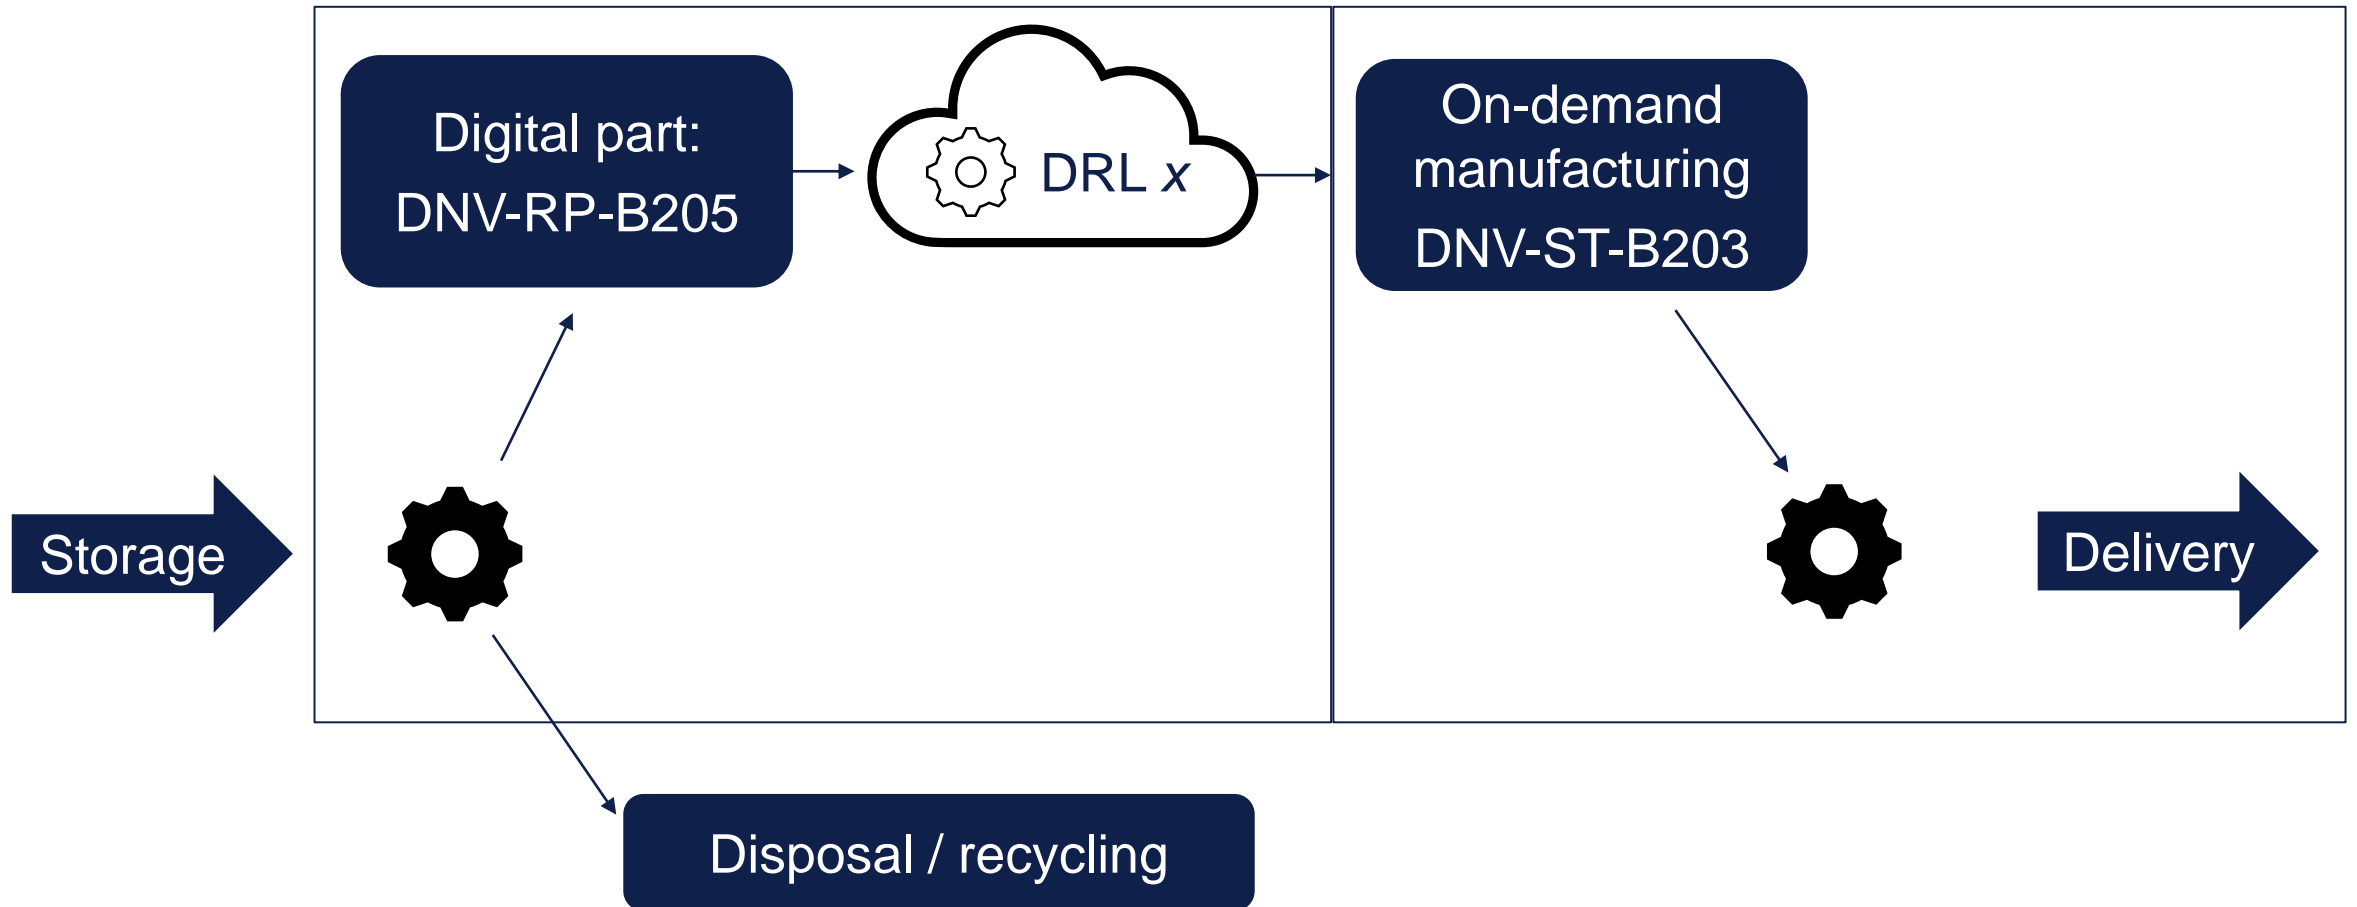 Digital part:
DNV-RP-B205
DRL x
On-demand
manufacturing
DNV-ST-B203
Storage
Delivery
Disposal / recycling